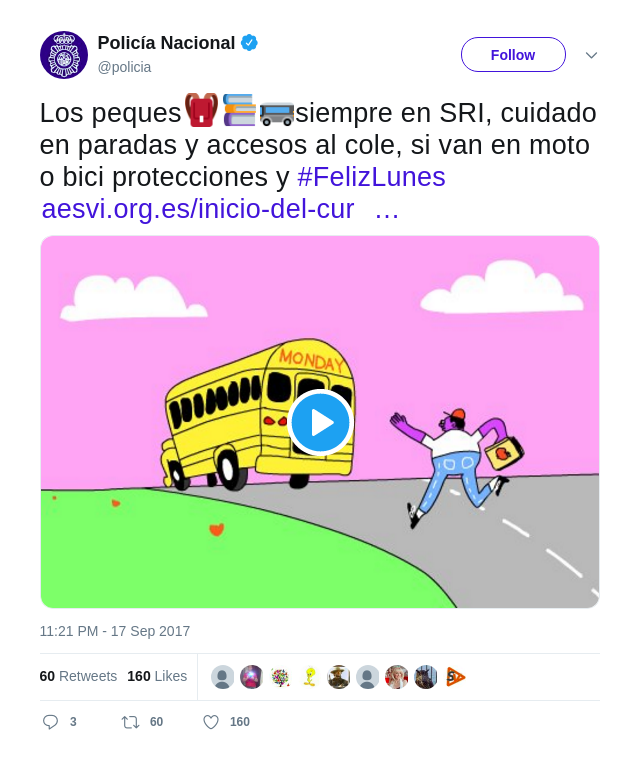 Policía Nacional
@policia
Follow
Los peques🎒📚🚌siempre en SRI, cuidado
en paradas y accesos al cole, si van en moto
o bici protecciones y #FelizLunes
aesvi.org.es/inicio-del-cur …
MONDAY
11:21 PM - 17 Sep 2017
60 Retweets 160 Likes
3 60 160